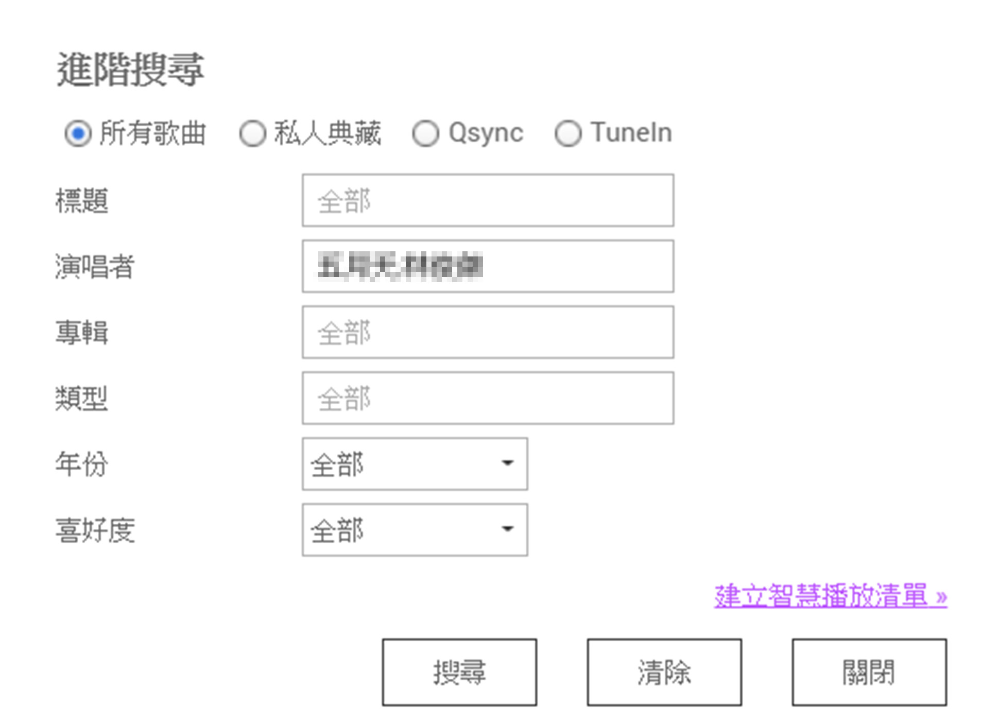 進階搜尋
所有歌曲 私人典藏 Qsync TuneIn
標題 全部
演唱者
專輯 全部
類型 全部
年份 全部
喜好度 全部
建立智慧播放清單 »
搜尋 清除 關閉